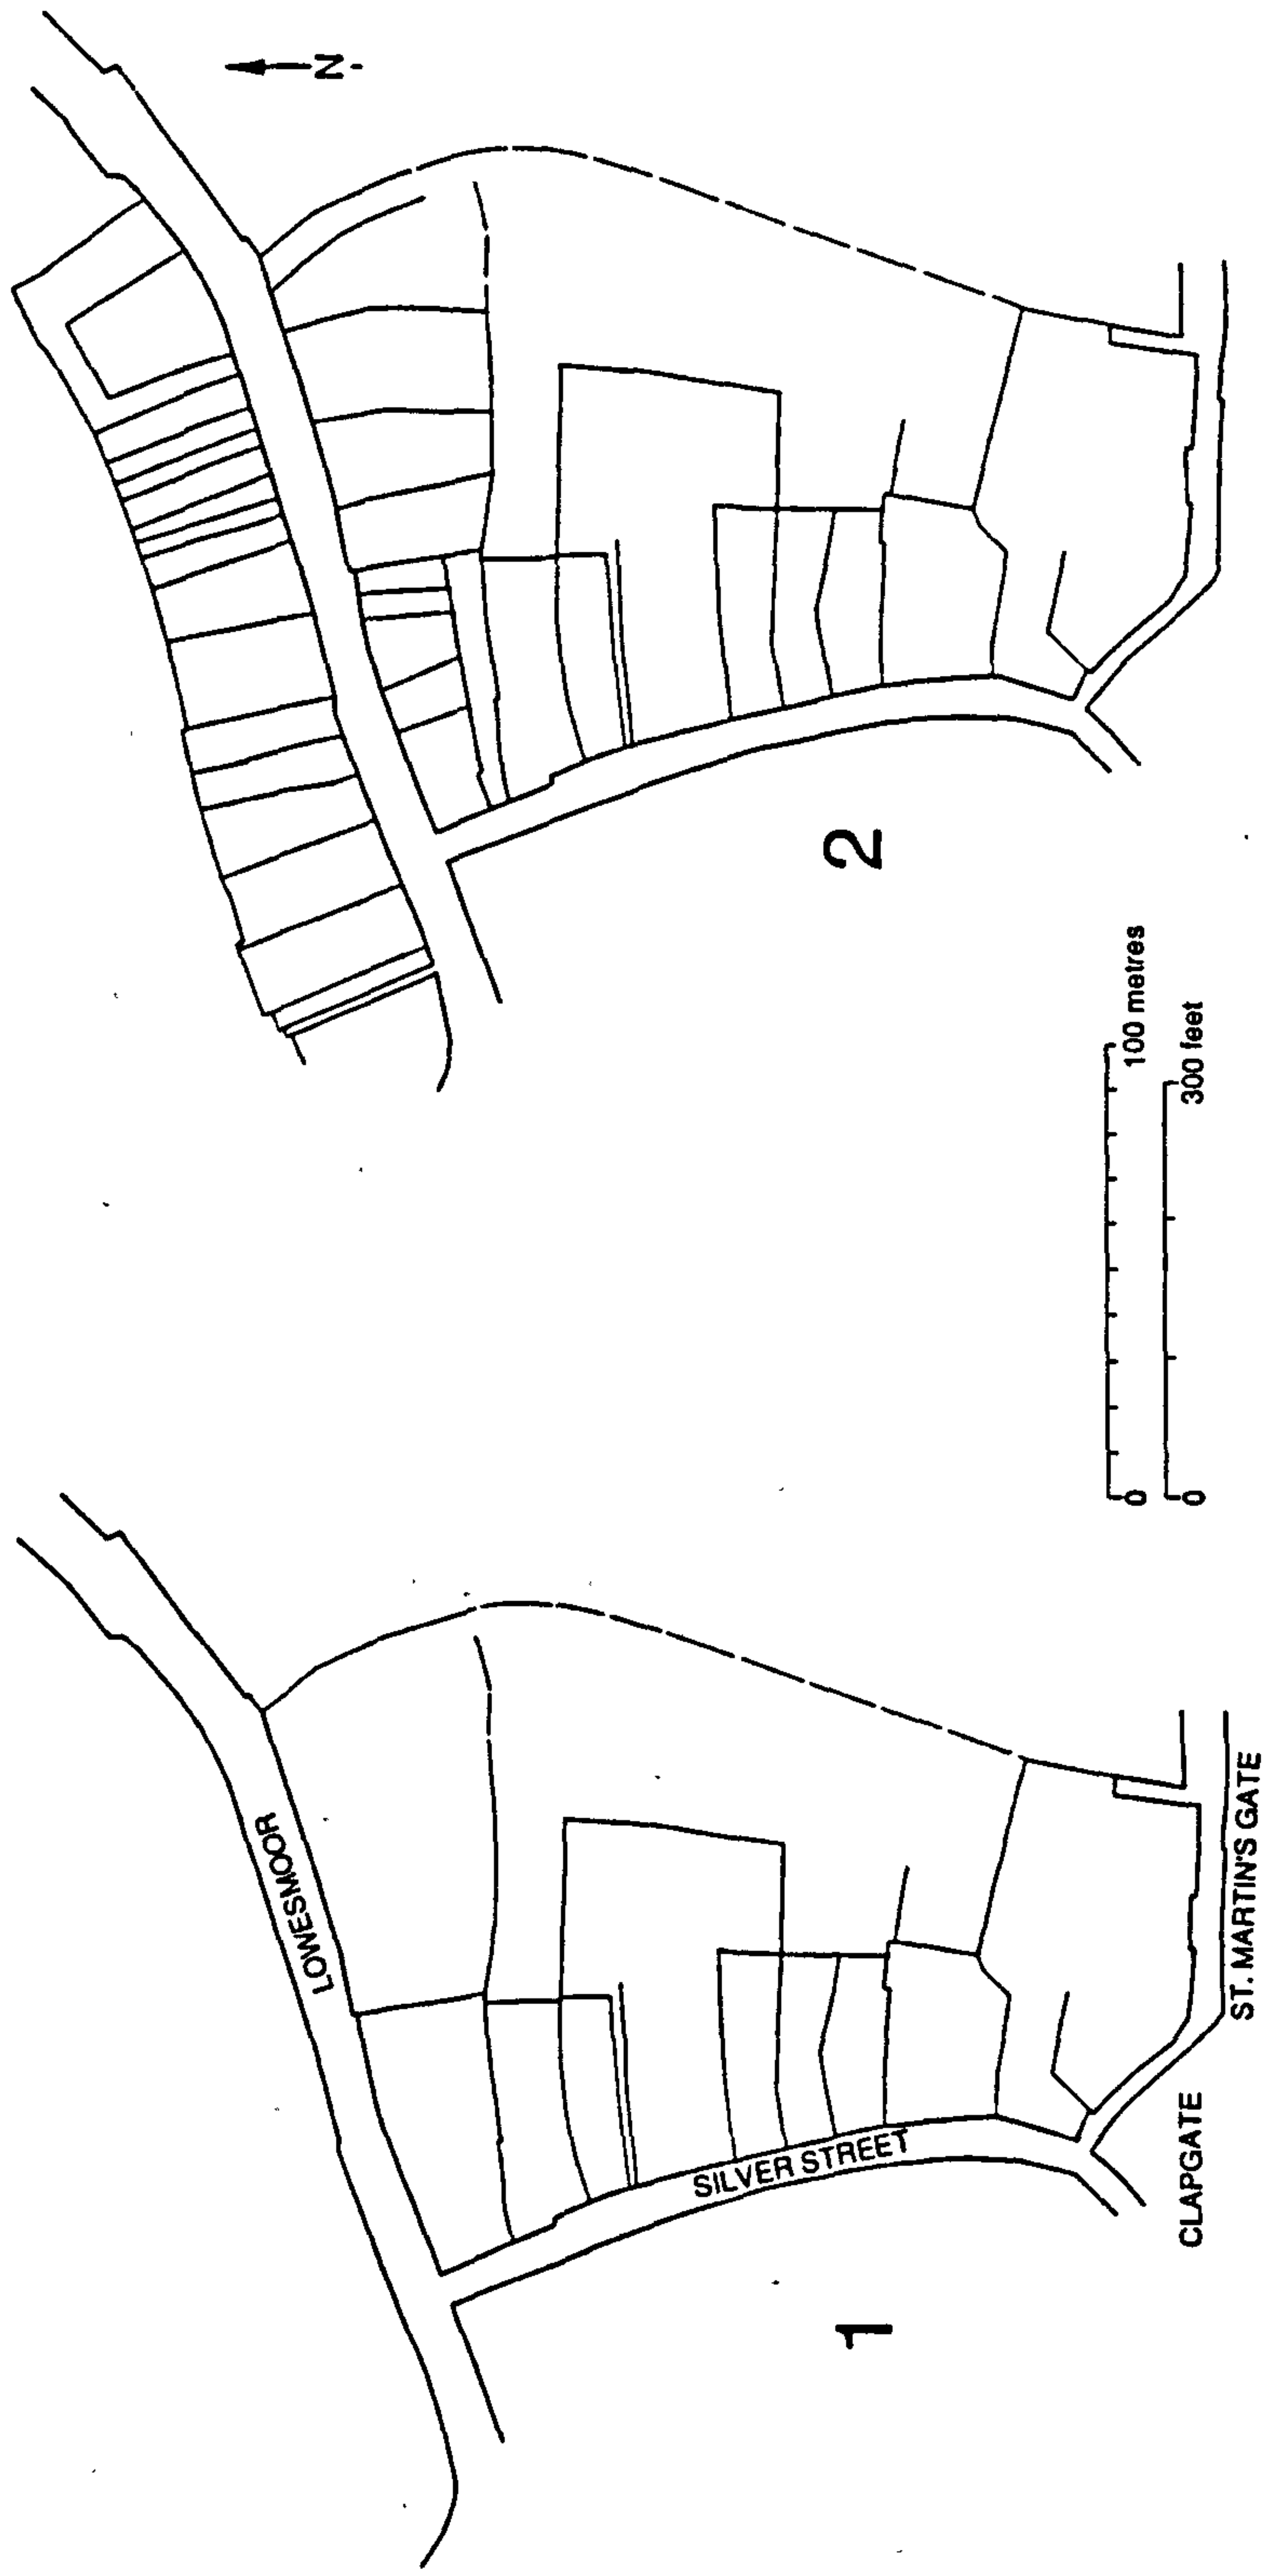 LOWESMOOR
SILVER STREET
CLAPGATE
ST. MARTIN'S GATE
1
0
100 metres
0
300 feet
2
N